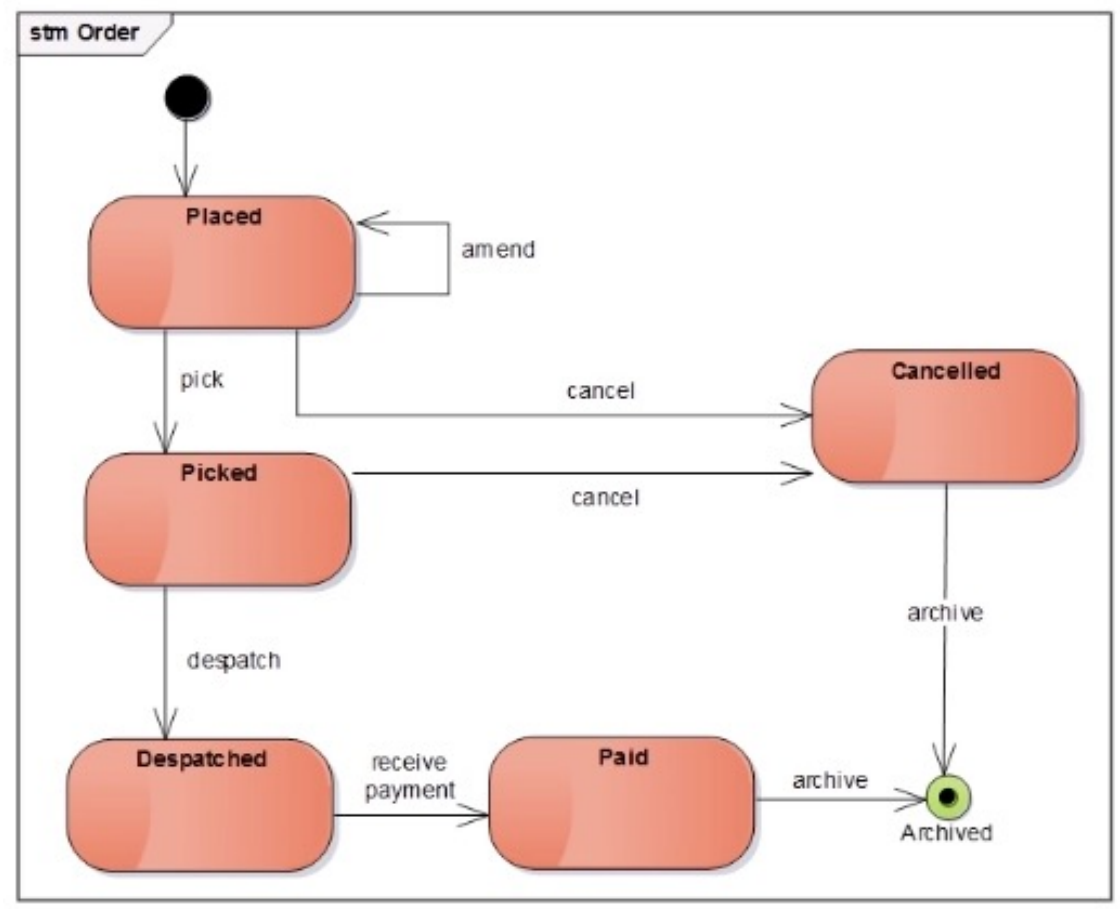 stm Order
Placed
amend
pick
cancel
Cancelled
Picked
cancel
archive
despatch
Despatched
receive
payment
Paid
archive
Archived